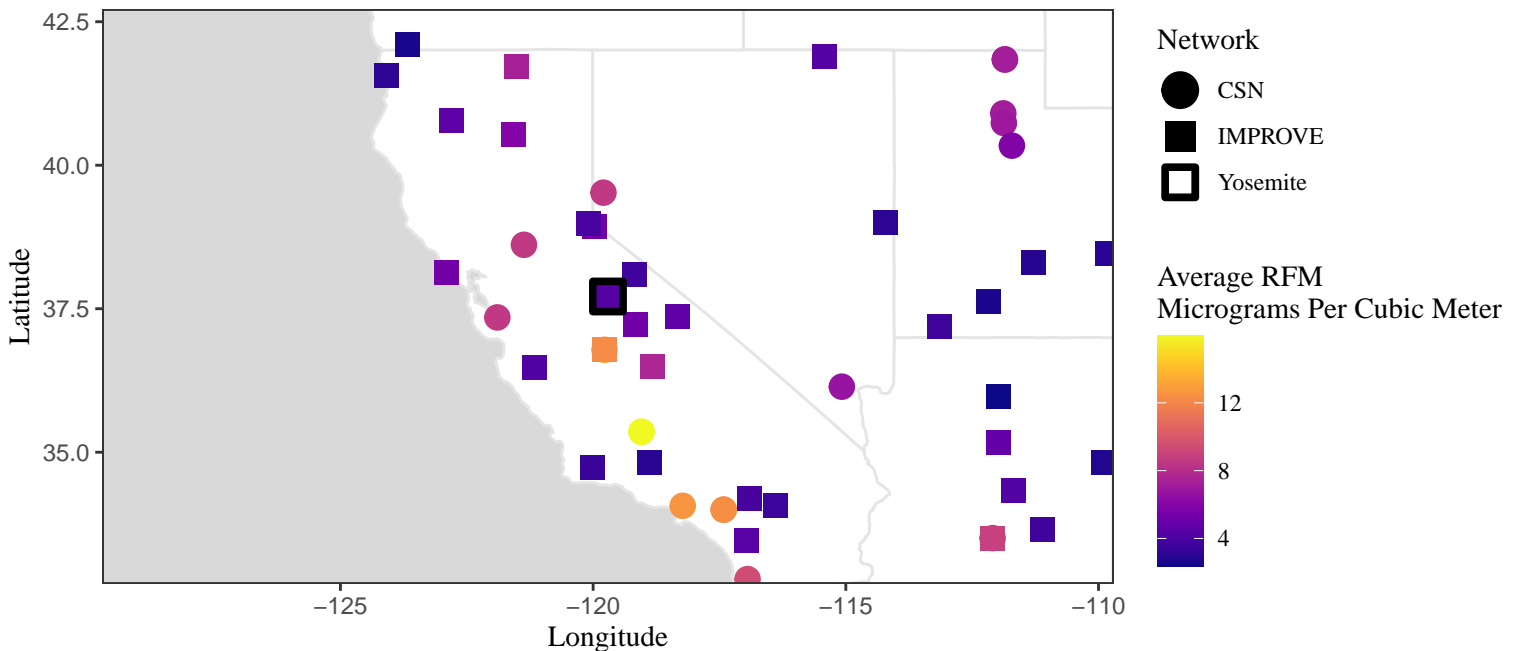 42.5
40.0
37.5
35.0
Latitude
−125
−120
−115
−110
Longitude
Network
CSN
IMPROVE
Yosemite
Average RFM
Micrograms Per Cubic Meter
12
8
4